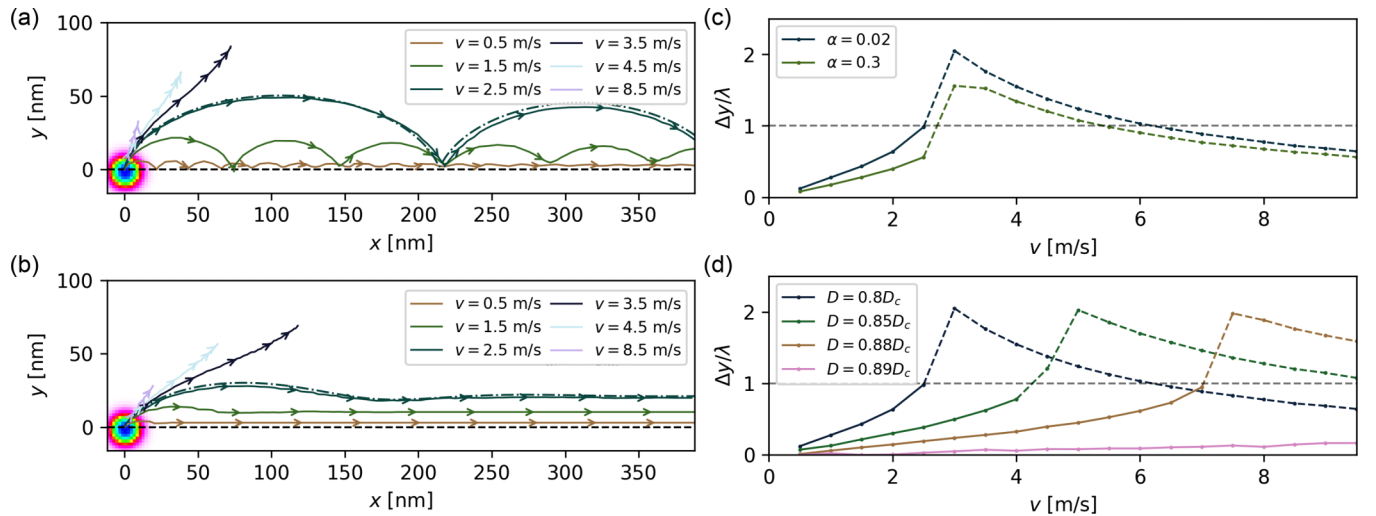 (a)
100
50
0
y [nm]
v = 0.5 m/s
v = 1.5 m/s
v = 2.5 m/s
v = 3.5 m/s
v = 4.5 m/s
v = 8.5 m/s
0 50 100 150 200 250 300 350
x [nm]
(b)
100
50
0
y [nm]
v = 0.5 m/s
v = 1.5 m/s
v = 2.5 m/s
v = 3.5 m/s
v = 4.5 m/s
v = 8.5 m/s
0 50 100 150 200 250 300 350
x [nm]
(c)
2
1
0
Δy/λ
α = 0.02
α = 0.3
0 2 4 6 8
v [m/s]
(d)
2
1
0
Δy/λ
D = 0.8D_c
D = 0.85D_c
D = 0.88D_c
D = 0.89D_c
0 2 4 6 8
v [m/s]